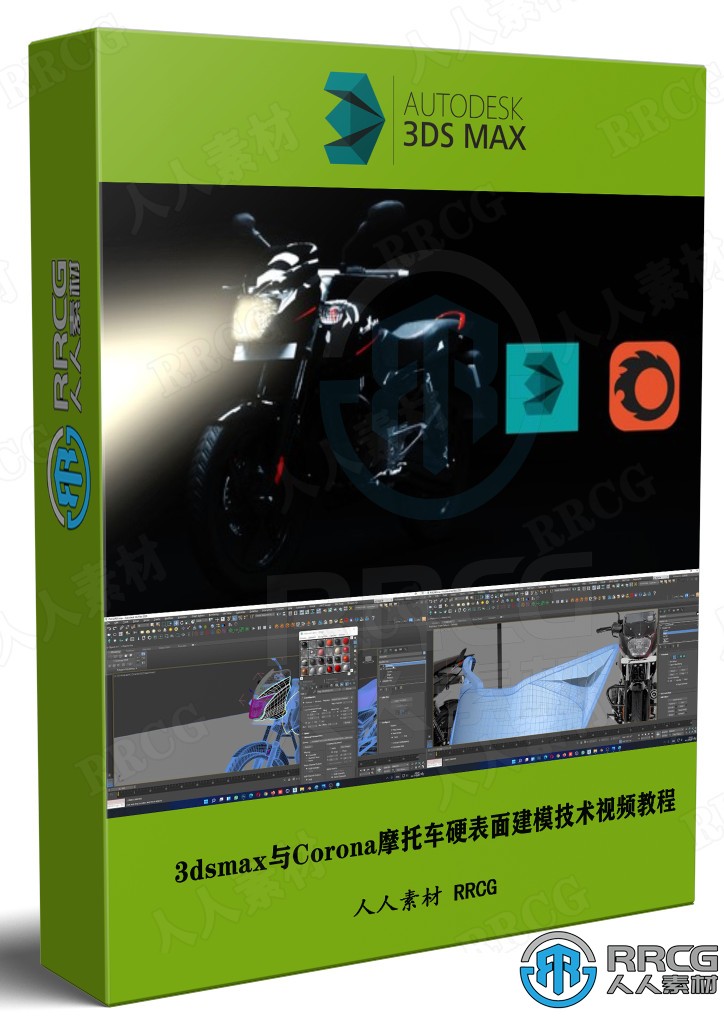 AUTODESK
3DS MAX
RRCG
人人素材
3dsmax与Corona摩托车硬表面建模技术视频教程
人人素材 RRCG
RRCG
人人素材